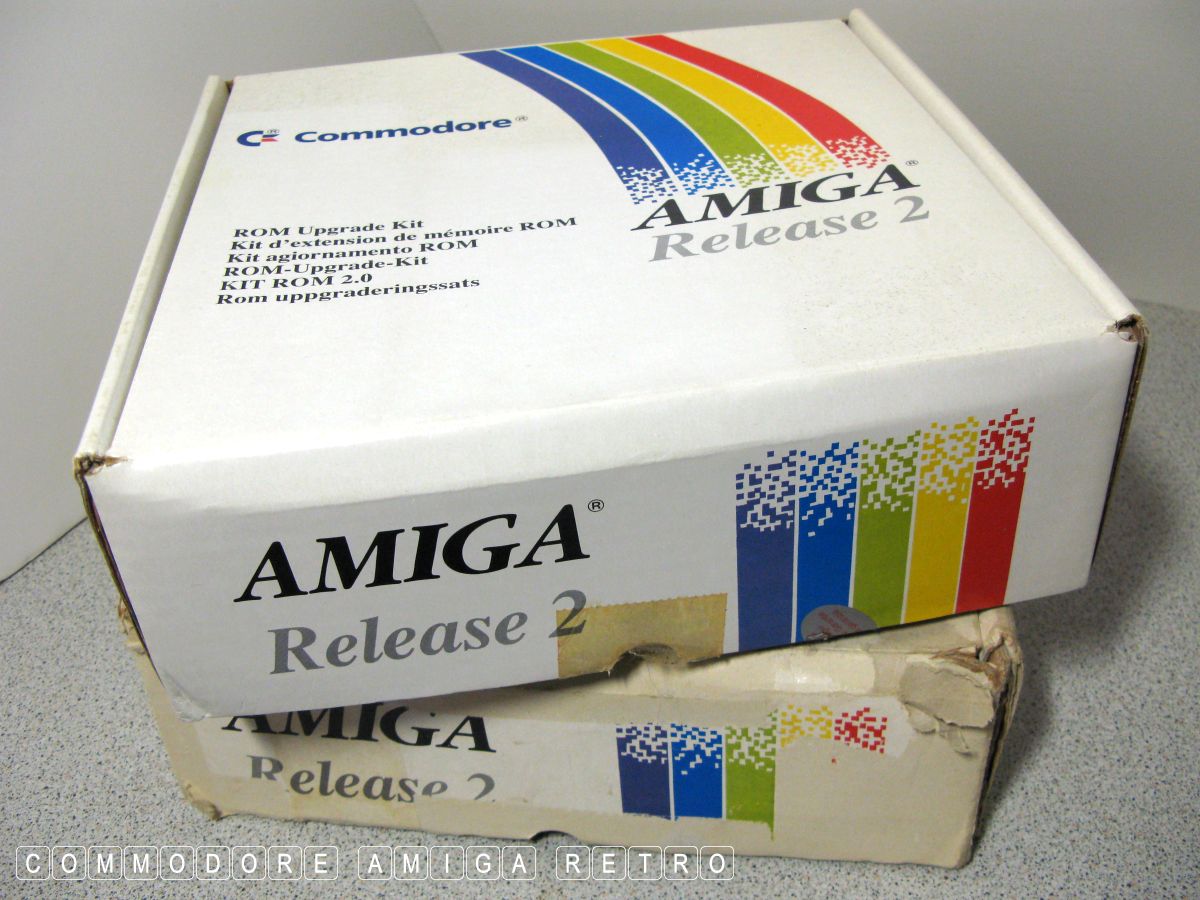 Commodore®
AMIGA®
Release 2
ROM Upgrade Kit
Kit d'extension de mémoire ROM
Kit agiornamento ROM
ROM-Upgrade-Kit
KIT ROM 2.0
Rom uppgraderingssats
AMIGA®
Release 2
AMIGA
Release 2
COMMODORE AMIGA RETRO